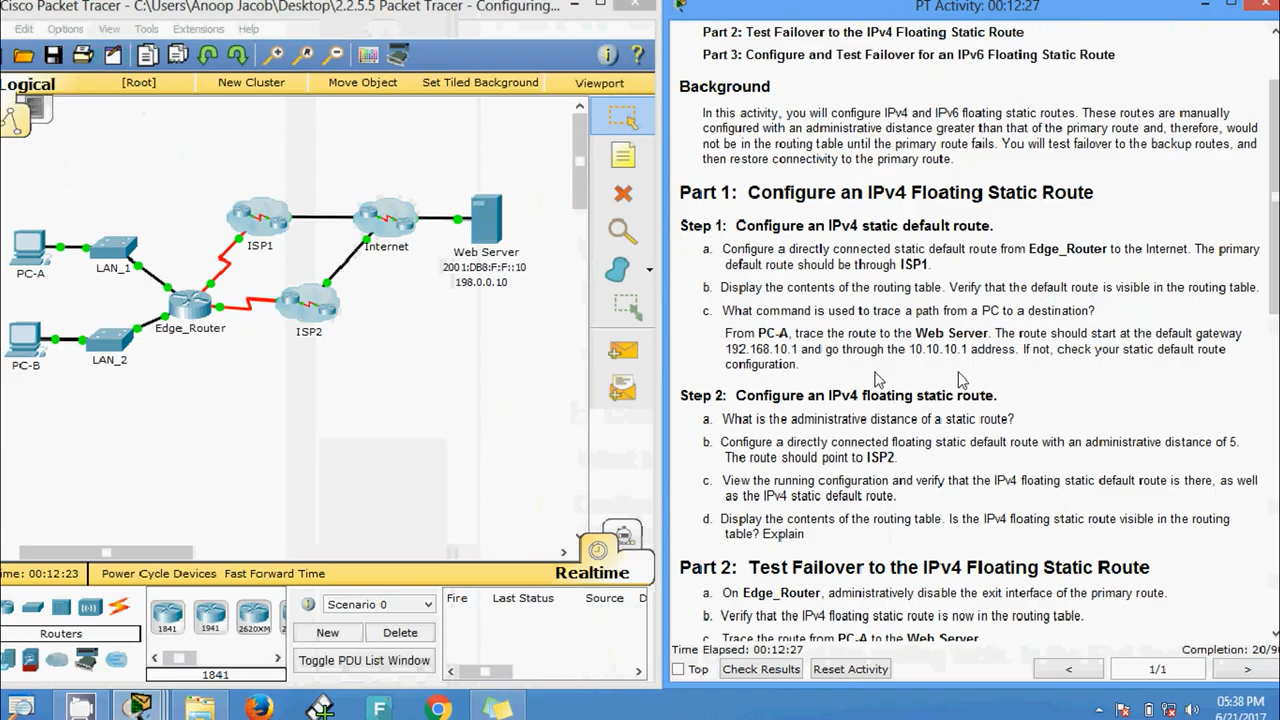 Cisco Packet Tracer - C:\Users\Anoop Jacob\Desktop\2.2.5.5 Packet Tracer - Configuring...
Edit Options View Tools Extensions Help
Logical [Root] New Cluster Move Object Set Tiled Background Viewport
ISP1
Internet
Web Server
2001:DB8:F:F::10
198.0.0.10
PC-A
LAN_1
Edge_Router
ISP2
PC-B
LAN_2
Realtime
Time: 00:12:23 Power Cycle Devices Fast Forward Time
Routers
1841 1941 2620XM
1841
Scenario 0
New Delete
Toggle PDU List Window
Fire Last Status Source D
PT Activity: 00:12:27
Part 2: Test Failover to the IPv4 Floating Static Route
Part 3: Configure and Test Failover for an IPv6 Floating Static Route
Background
In this activity, you will configure IPv4 and IPv6 floating static routes. These routes are manually
configured with an administrative distance greater than that of the primary route and, therefore, would
not be in the routing table until the primary route fails. You will test failover to the backup routes, and
then restore connectivity to the primary route.
Part 1: Configure an IPv4 Floating Static Route
Step 1: Configure an IPv4 static default route.
a. Configure a directly connected static default route from Edge_Router to the Internet. The primary
default route should be through ISP1.
b. Display the contents of the routing table. Verify that the default route is visible in the routing table.
c. What command is used to trace a path from a PC to a destination?
From PC-A, trace the route to the Web Server. The route should start at the default gateway
192.168.10.1 and go through the 10.10.10.1 address. If not, check your static default route
configuration.
Step 2: Configure an IPv4 floating static route.
a. What is the administrative distance of a static route?
b. Configure a directly connected floating static default route with an administrative distance of 5.
The route should point to ISP2.
c. View the running configuration and verify that the IPv4 floating static default route is there, as well
as the IPv4 static default route.
d. Display the contents of the routing table. Is the IPv4 floating static route visible in the routing
table? Explain
Part 2: Test Failover to the IPv4 Floating Static Route
a. On Edge_Router, administratively disable the exit interface of the primary route.
b. Verify that the IPv4 floating static route is now in the routing table.
c. Trace the route from PC-A to the Web Server.
Time Elapsed: 00:12:27 Completion: 20/90
Top Check Results Reset Activity < 1/1 >
05:38 PM
6/21/2017